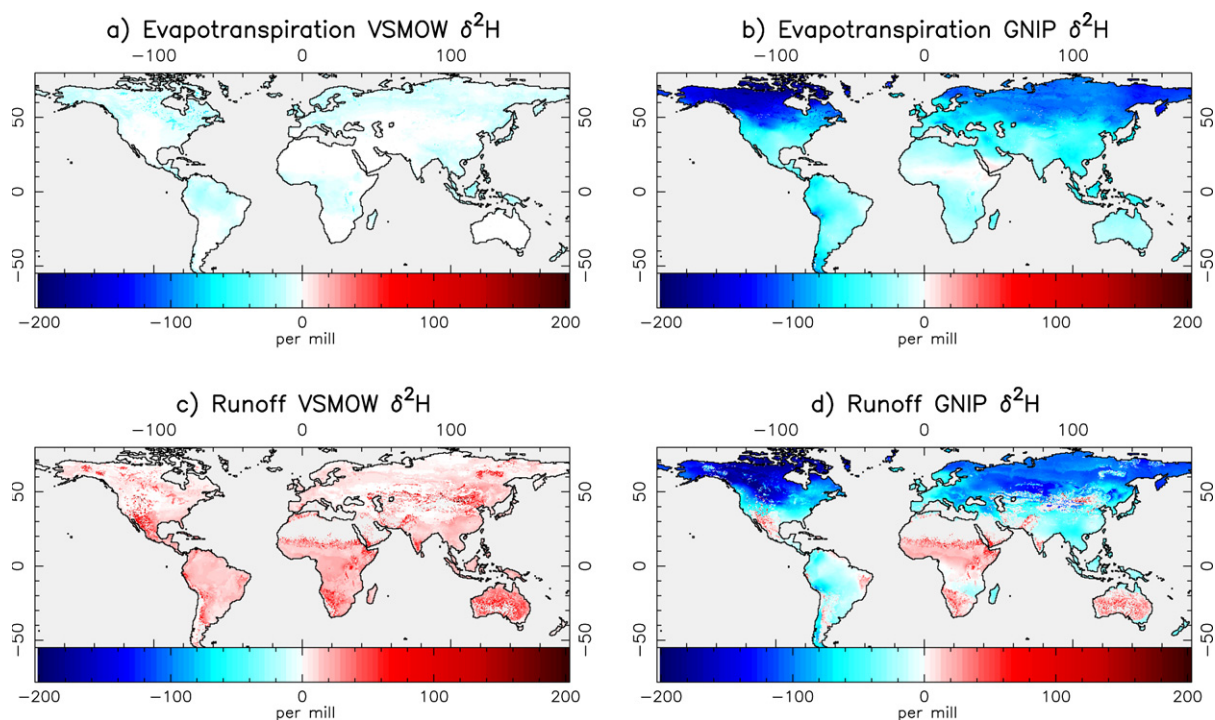 a) Evapotranspiration VSMOW δ²H
b) Evapotranspiration GNIP δ²H
−100 0 100
−100 0 100
50 50
50 50
0 0
0 0
−50 −50
−50 −50
−200 −100 0 100 200
−200 −100 0 100 200
per mill
per mill
c) Runoff VSMOW δ²H
d) Runoff GNIP δ²H
−100 0 100
−100 0 100
50 50
50 50
0 0
0 0
−50 −50
−50 −50
−200 −100 0 100 200
−200 −100 0 100 200
per mill
per mill